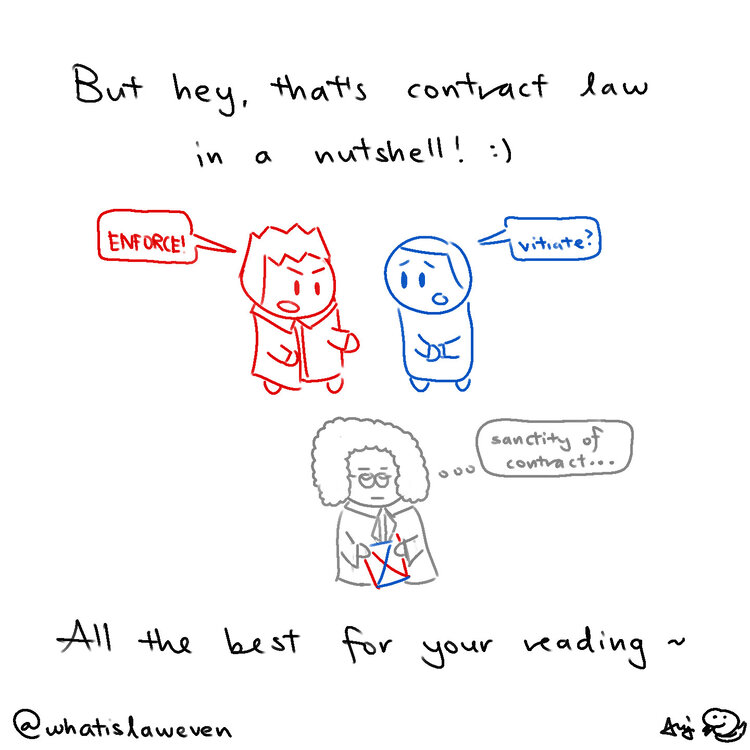 But hey, that's contract law
in a nutshell! :)
ENFORCE!
vitiate?
sanctity of
contract...
All the best for your reading ~
@whatislaweven